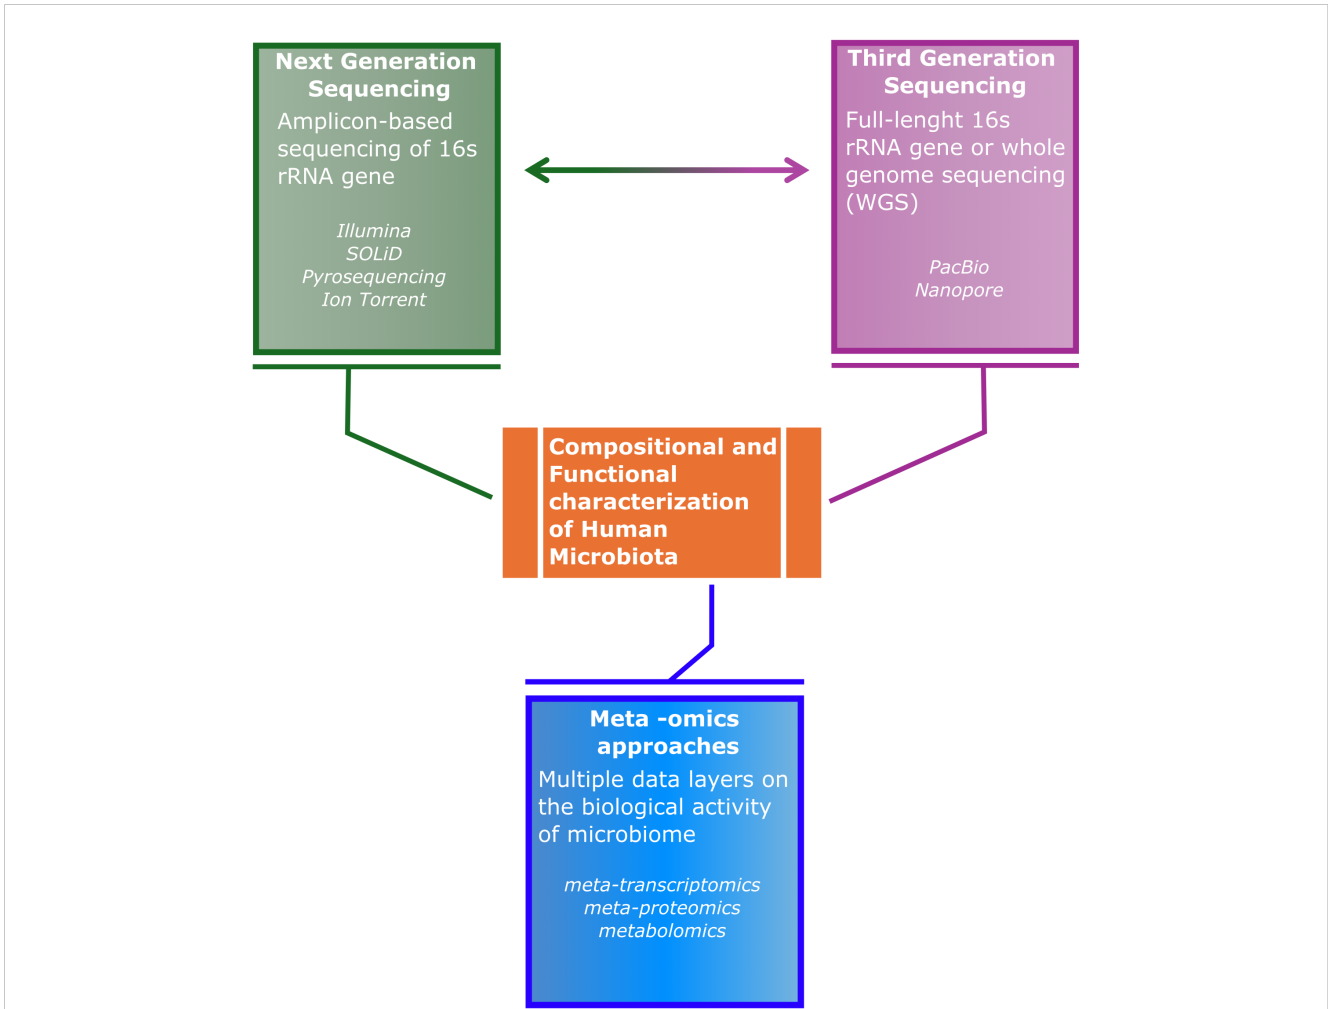 Next Generation
Sequencing
Amplicon-based
sequencing of 16s
rRNA gene
Illumina
SOLiD
Pyrosequencing
Ion Torrent
Third Generation
Sequencing
Full-lenght 16s
rRNA gene or whole
genome sequencing
(WGS)
PacBio
Nanopore
Compositional and
Functional
characterization
of Human
Microbiota
Meta -omics
approaches
Multiple data layers on
the biological activity
of microbiome
meta-transcriptomics
meta-proteomics
metabolomics